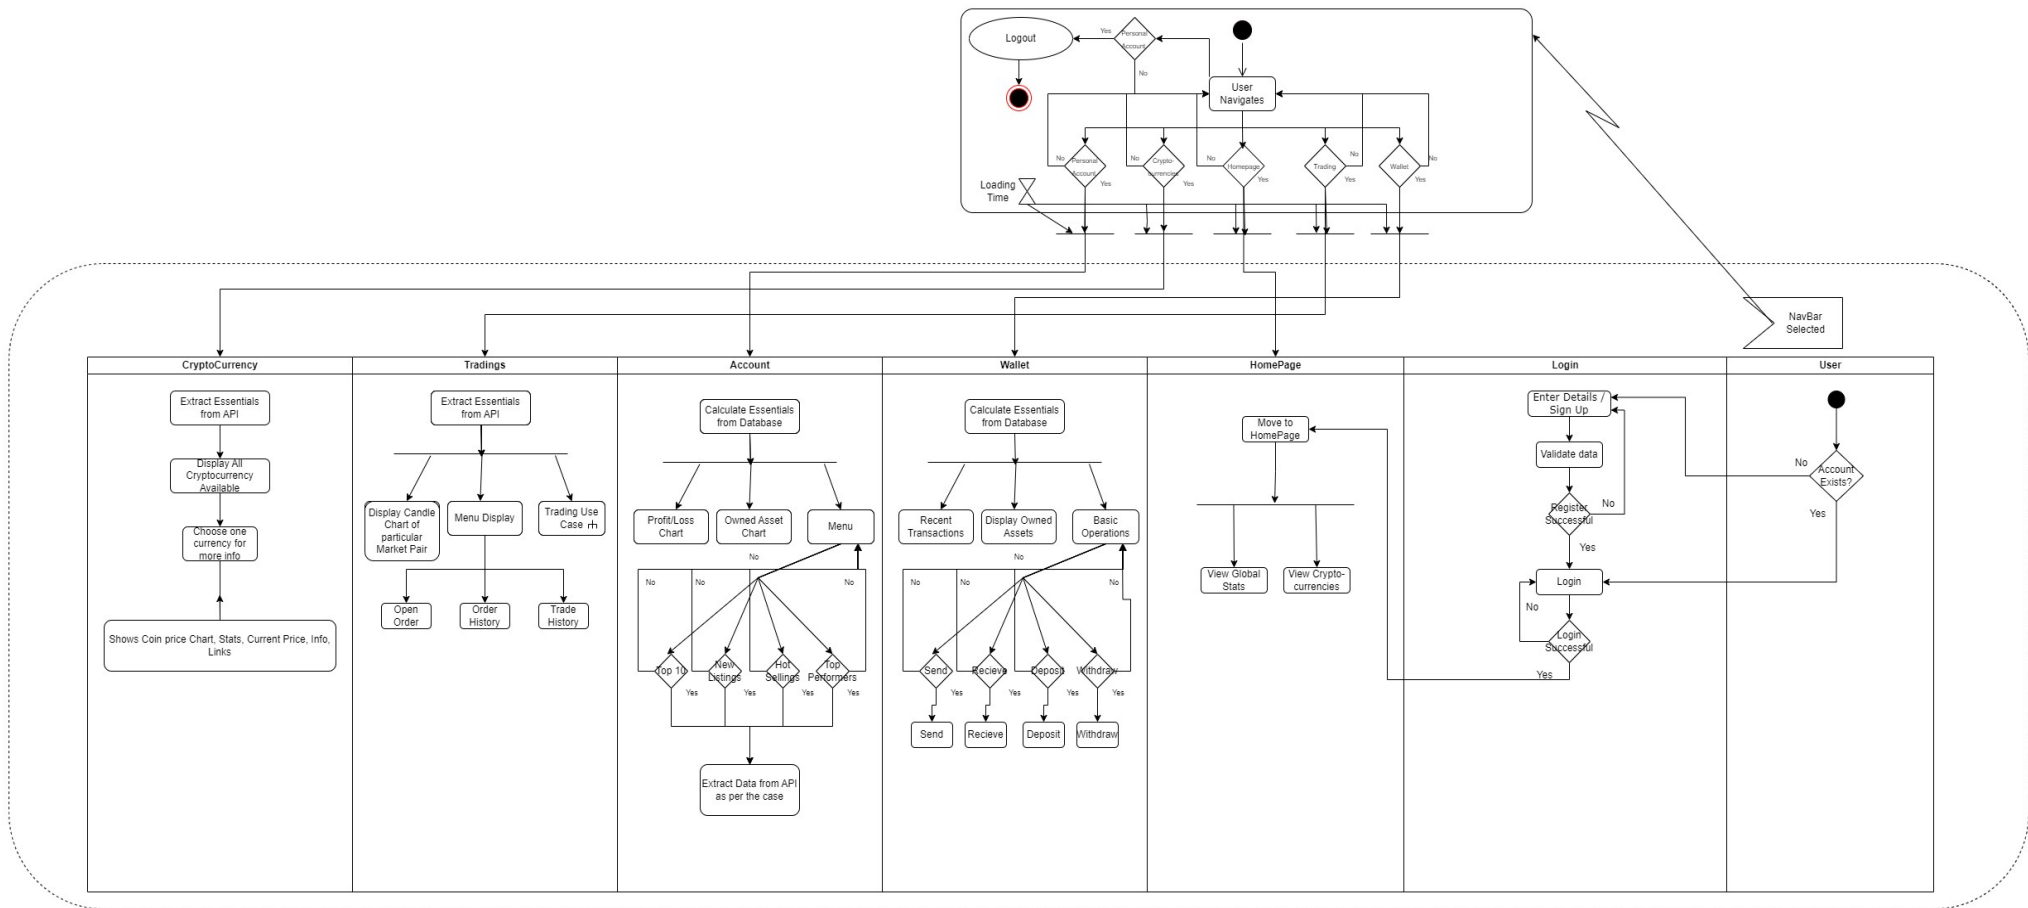 Logout
Yes
Personal
Account
No
User
Navigates
No
Personal
Account
Yes
No
Crypto-
currencies
Yes
No
Homepage
Yes
No
Trading
Yes
No
Wallet
Yes
Loading
Time
NavBar
Selected
CryptoCurrency
Tradings
Account
Wallet
HomePage
Login
User
Extract Essentials
from API
Display All
Cryptocurrency
Available
Choose one
currency for
more info
Shows Coin price Chart, Stats, Current Price, Info,
Links
Extract Essentials
from API
Display Candle
Chart of
particular
Market Pair
Menu Display
Trading Use
Case
Open
Order
Order
History
Trade
History
Calculate Essentials
from Database
Profit/Loss
Chart
Owned Asset
Chart
Menu
No
No
No
No
Top 10
New
Listings
Hot
Sellings
Top
Performers
Yes
Yes
Yes
Yes
Extract Data from API
as per the case
Calculate Essentials
from Database
Recent
Transactions
Display Owned
Assets
Basic
Operations
No
No
No
No
Send
Recieve
Deposit
Withdraw
Yes
Yes
Yes
Yes
Send
Recieve
Deposit
Withdraw
Move to
HomePage
View Global
Stats
View Crypto-
currencies
Enter Details /
Sign Up
Validate data
Register
Successful
No
Yes
Login
No
Login
Successful
Yes
Account
Exists?
No
Yes